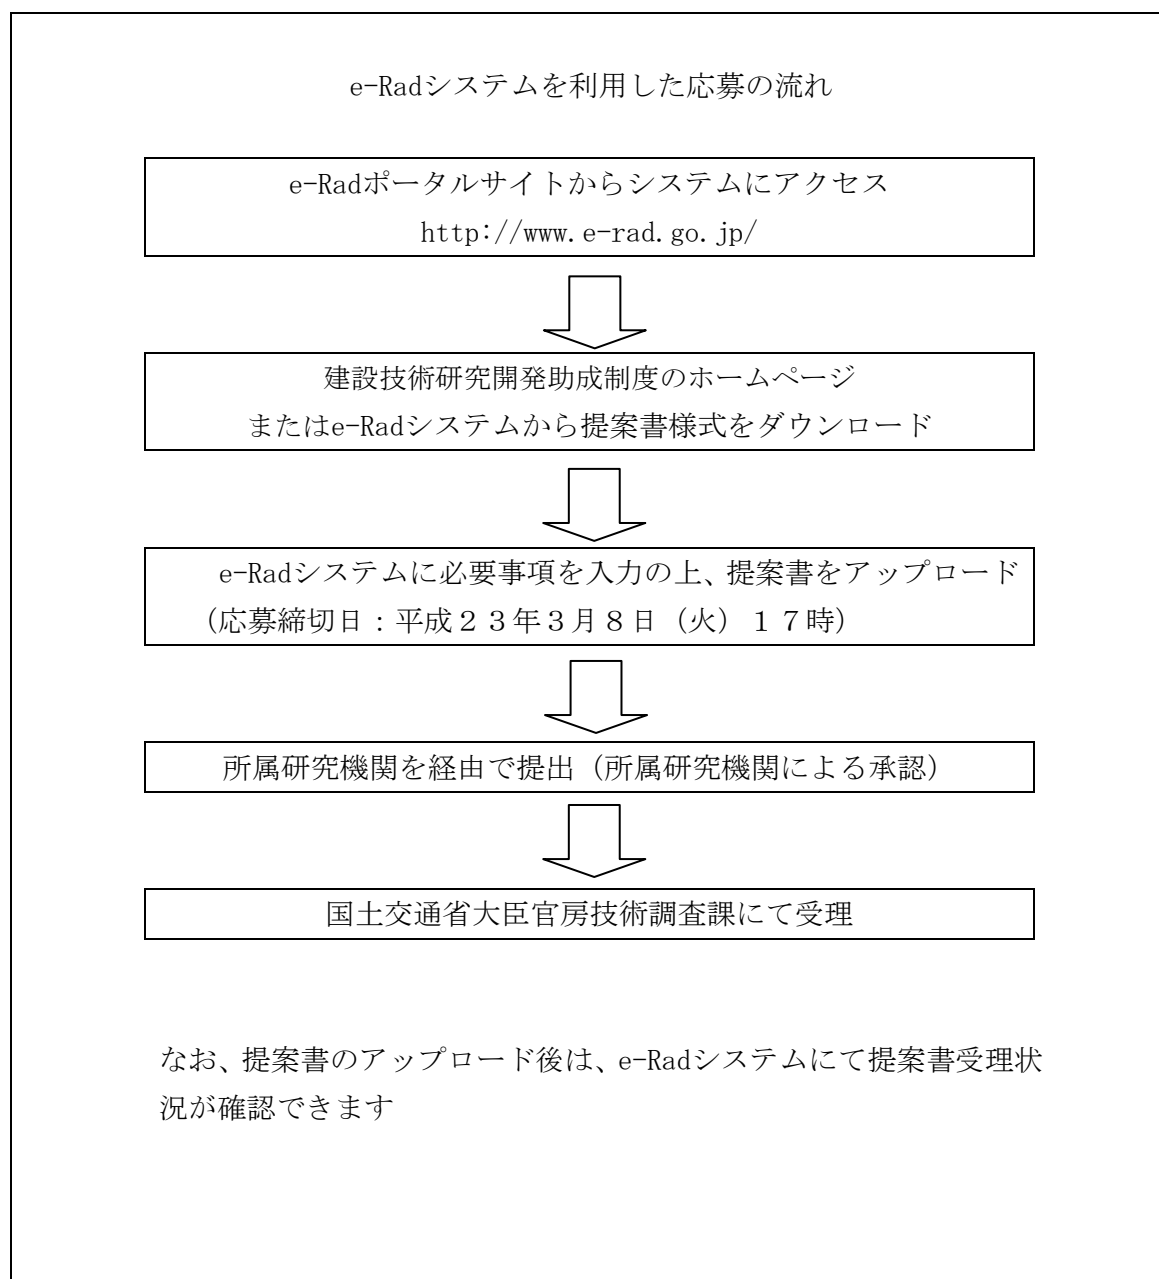 e-Radシステムを利用した応募の流れ
e-Radポータルサイトからシステムにアクセス
http://www.e-rad.go.jp/
建設技術研究開発助成制度のホームページ
またはe-Radシステムから提案書様式をダウンロード
e-Radシステムに必要事項を入力の上、提案書をアップロード
（応募締切日：平成２３年３月８日（火）１７時）
所属研究機関を経由で提出（所属研究機関による承認）
国土交通省大臣官房技術調査課にて受理
なお、提案書のアップロード後は、e-Radシステムにて提案書受理状
況が確認できます